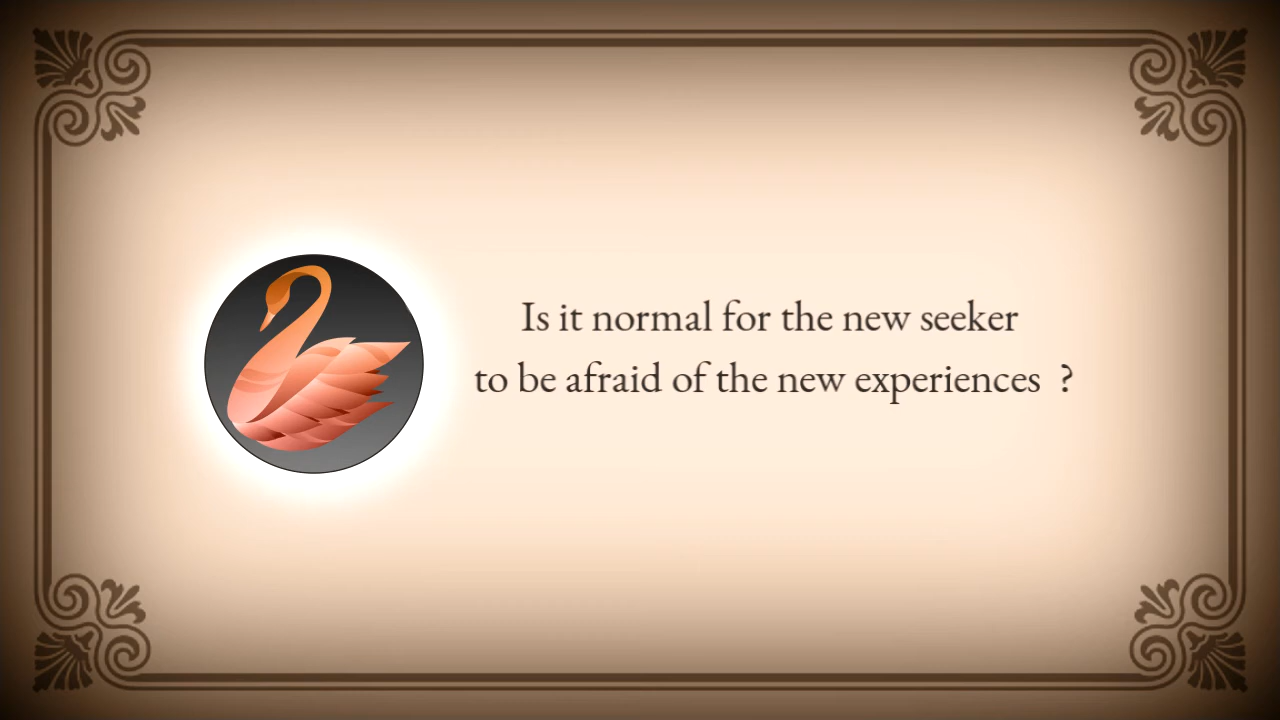 Is it normal for the new seeker
to be afraid of the new experiences ?